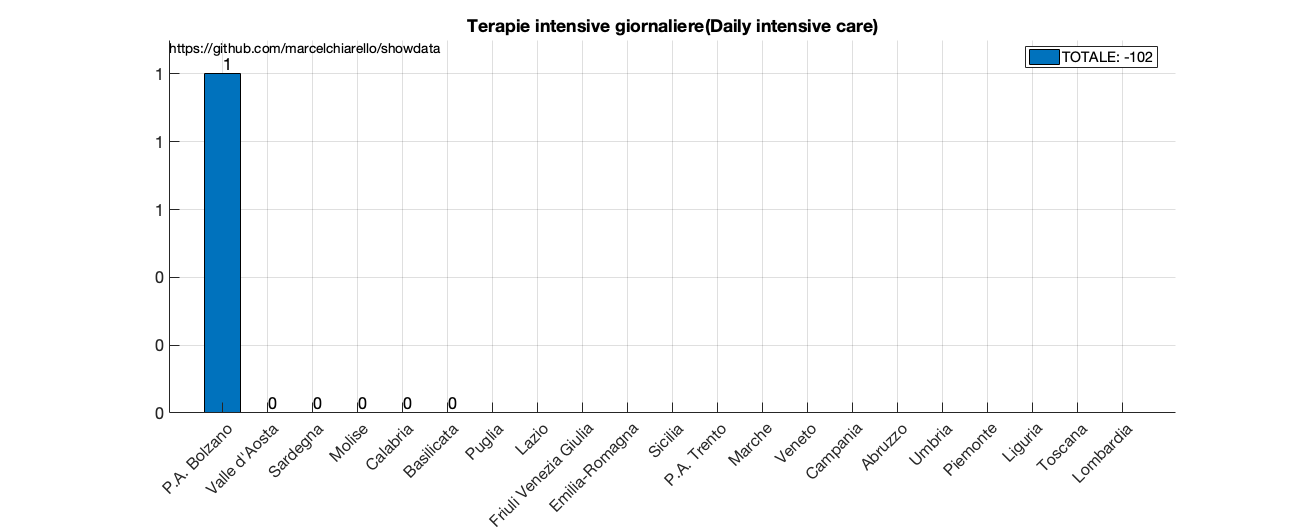 Terapie intensive giornaliere(Daily intensive care)
https://github.com/marcelchiarello/showdata
TOTALE: -102
1
1
1
1
0
0
0
0
0
0
0
0
P.A. Bolzano
Valle d'Aosta
Sardegna
Molise
Calabria
Basilicata
Puglia
Lazio
Friuli Venezia Giulia
Emilia-Romagna
Sicilia
P.A. Trento
Marche
Veneto
Campania
Abruzzo
Umbria
Piemonte
Liguria
Toscana
Lombardia